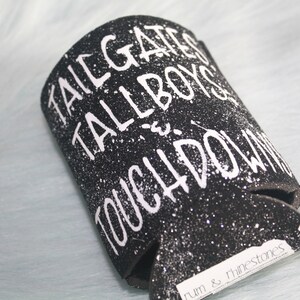 TAILGATES
TALLBOYS
&
TOUCHDOWN
rum & rhinestones